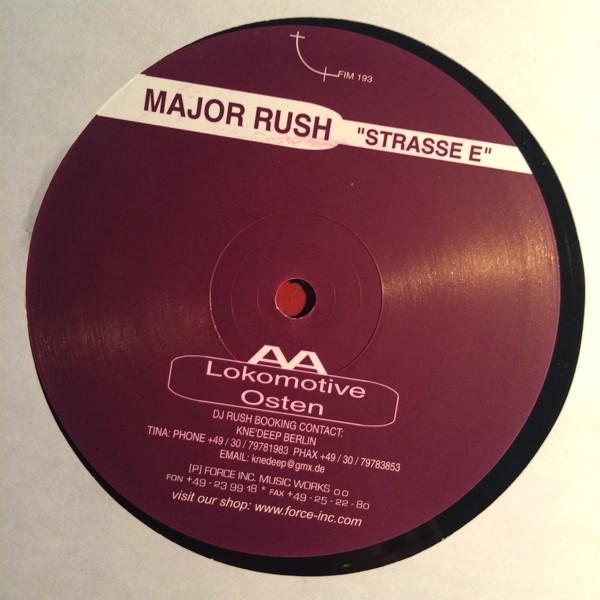 FIM 193
MAJOR RUSH "STRASSE E"
AA
Lokomotive
Osten
DJ RUSH BOOKING CONTACT:
KNE'DEEP BERLIN
TINA: PHONE +49 / 30 / 79781983 PHAX +49 / 30 / 79783853
EMAIL: knedeep@gmx.de
[P] FORCE INC. MUSIC WORKS 00
FON +49 - 23 99 18 * FAX +49 - 25 - 22 - 80
visit our shop: www.force-inc.com